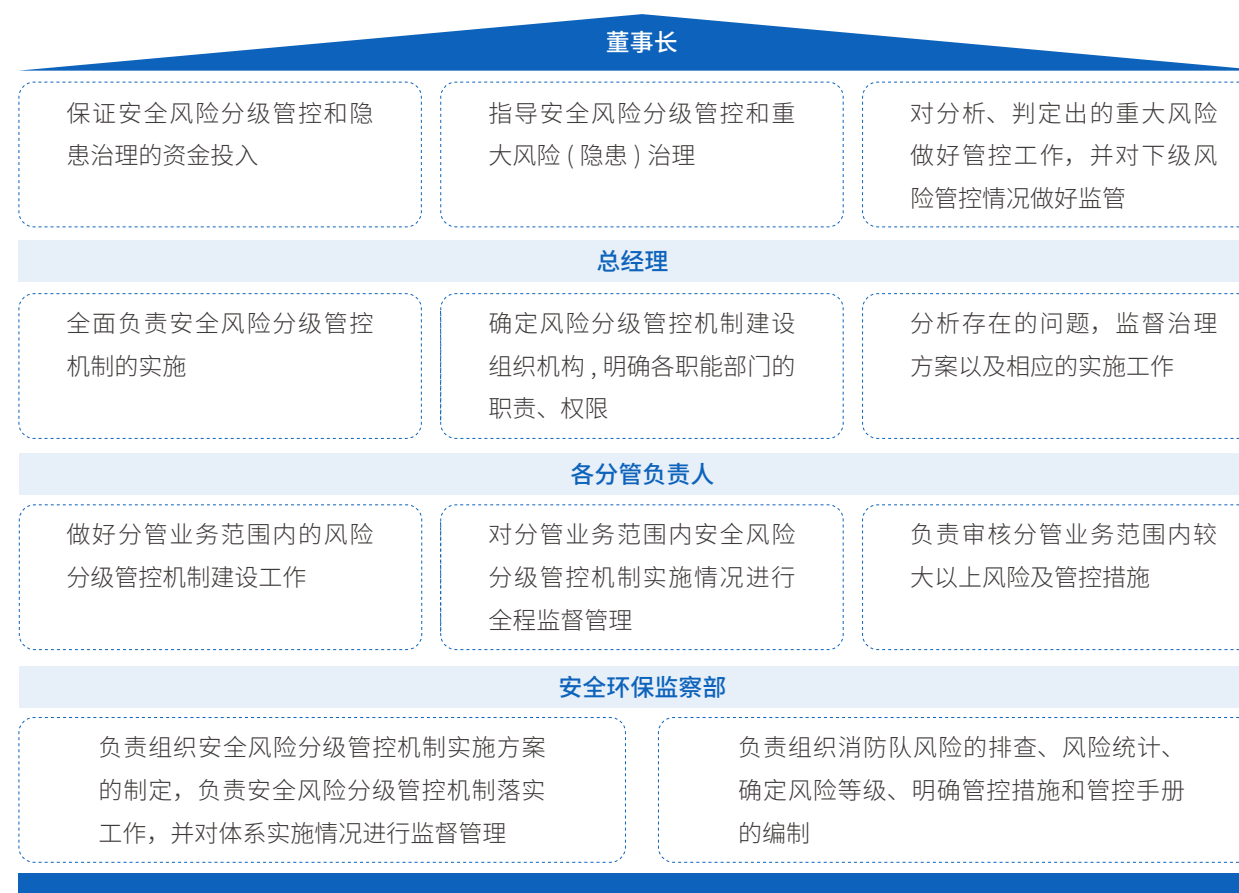 董事长
保证安全风险分级管控和隐
患治理的资金投入
指导安全风险分级管控和重
大风险 ( 隐患 ) 治理
对分析、判定出的重大风险
做好管控工作，并对下级风
险管控情况做好监管
总经理
全面负责安全风险分级管控
机制的实施
确定风险分级管控机制建设
组织机构 , 明确各职能部门的
职责、权限
分析存在的问题，监督治理
方案以及相应的实施工作
各分管负责人
做好分管业务范围内的风险
分级管控机制建设工作
对分管业务范围内安全风险
分级管控机制实施情况进行
全程监督管理
负责审核分管业务范围内较
大以上风险及管控措施
安全环保监察部
负责组织安全风险分级管控机制实施方案
的制定，负责安全风险分级管控机制落实
工作，并对体系实施情况进行监督管理
负责组织消防队风险的排查、风险统计、
确定风险等级、明确管控措施和管控手册
的编制